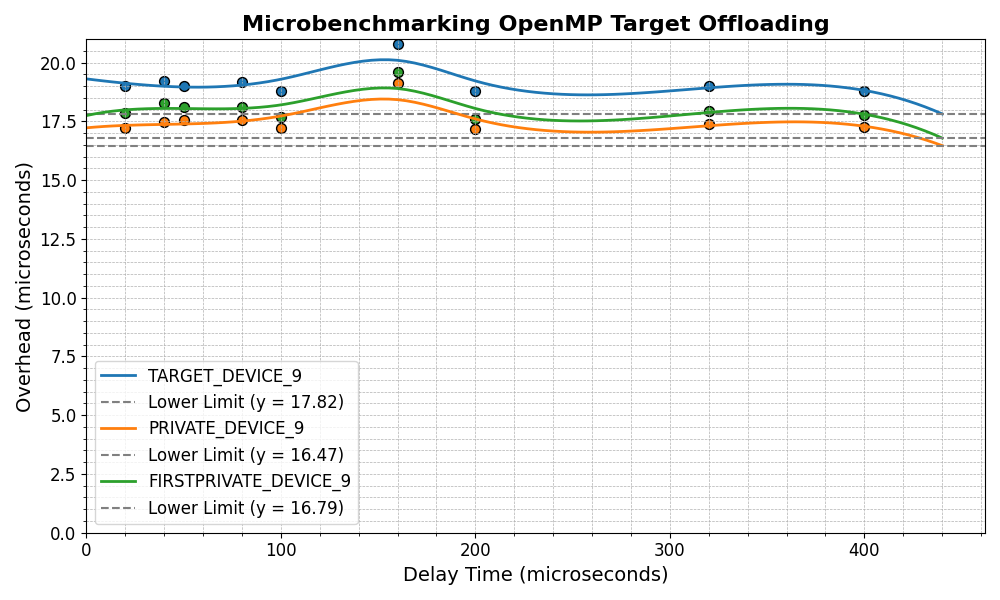 Microbenchmarking OpenMP Target Offloading
Overhead (microseconds)
20.0
17.5
15.0
12.5
10.0
7.5
5.0
2.5
0.0
TARGET_DEVICE_9
Lower Limit (y = 17.82)
PRIVATE_DEVICE_9
Lower Limit (y = 16.47)
FIRSTPRIVATE_DEVICE_9
Lower Limit (y = 16.79)
0 100 200 300 400
Delay Time (microseconds)